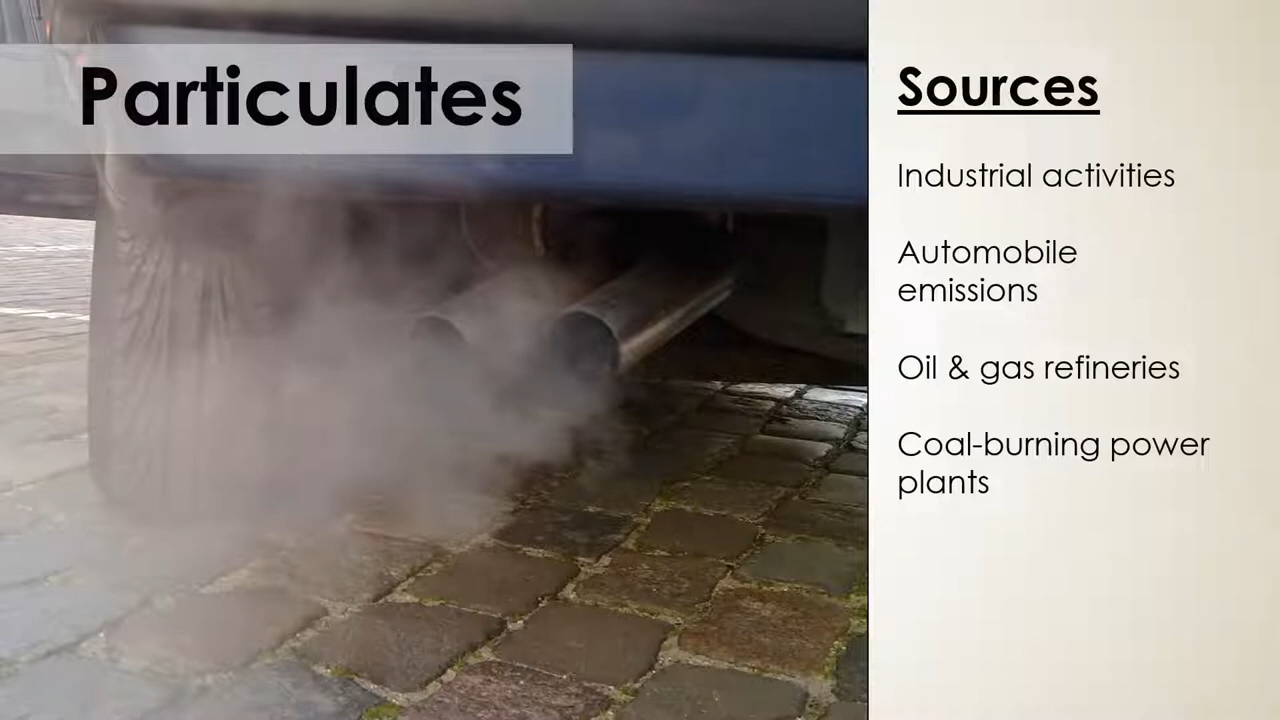 Particulates
Sources
Industrial activities
Automobile
emissions
Oil & gas refineries
Coal-burning power
plants